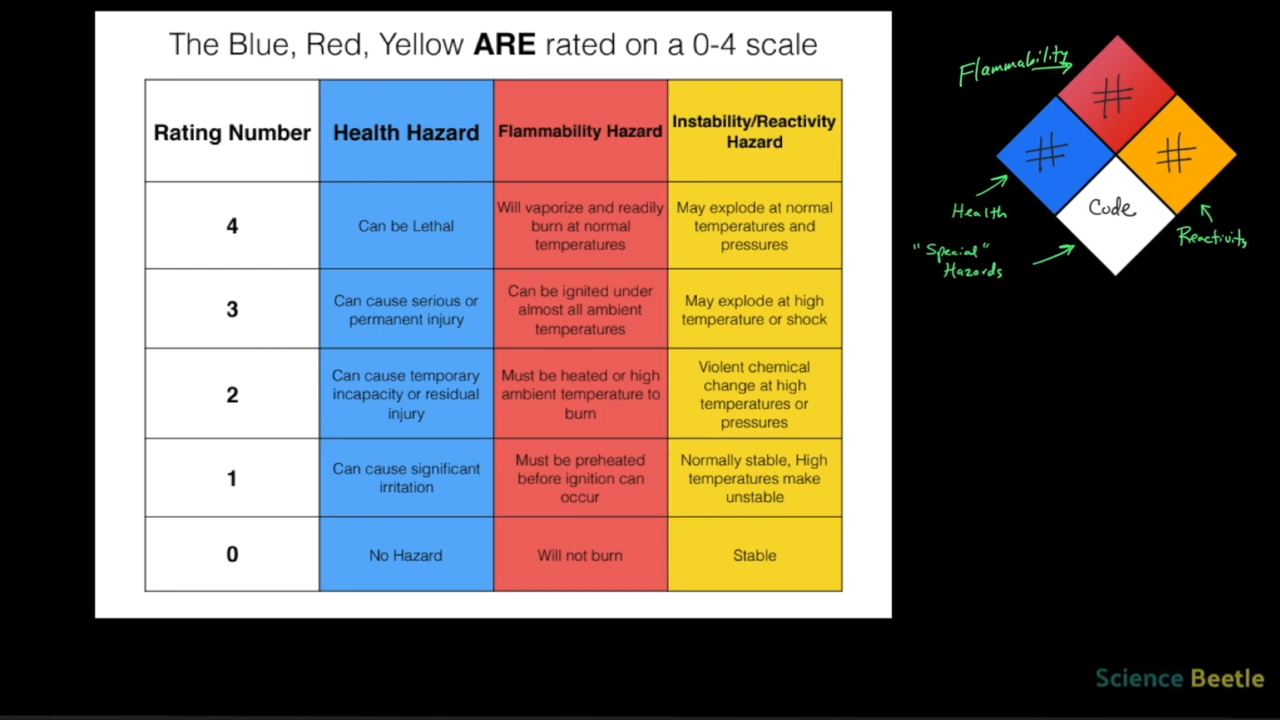 The Blue, Red, Yellow ARE rated on a 0-4 scale
Rating Number
Health Hazard
Flammability Hazard
Instability/Reactivity
Hazard
4
Can be Lethal
Will vaporize and readily
burn at normal
temperatures
May explode at normal
temperatures and
pressures
3
Can cause serious or
permanent injury
Can be ignited under
almost all ambient
temperatures
May explode at high
temperature or shock
2
Can cause temporary
incapacity or residual
injury
Must be heated or high
ambient temperature to
burn
Violent chemical
change at high
temperatures or
pressures
1
Can cause significant
irritation
Must be preheated
before ignition can
occur
Normally stable, High
temperatures make
unstable
0
No Hazard
Will not burn
Stable
Flammability
#
#
#
Code
Health
Reactivity
"Special"
Hazards
Science Beetle